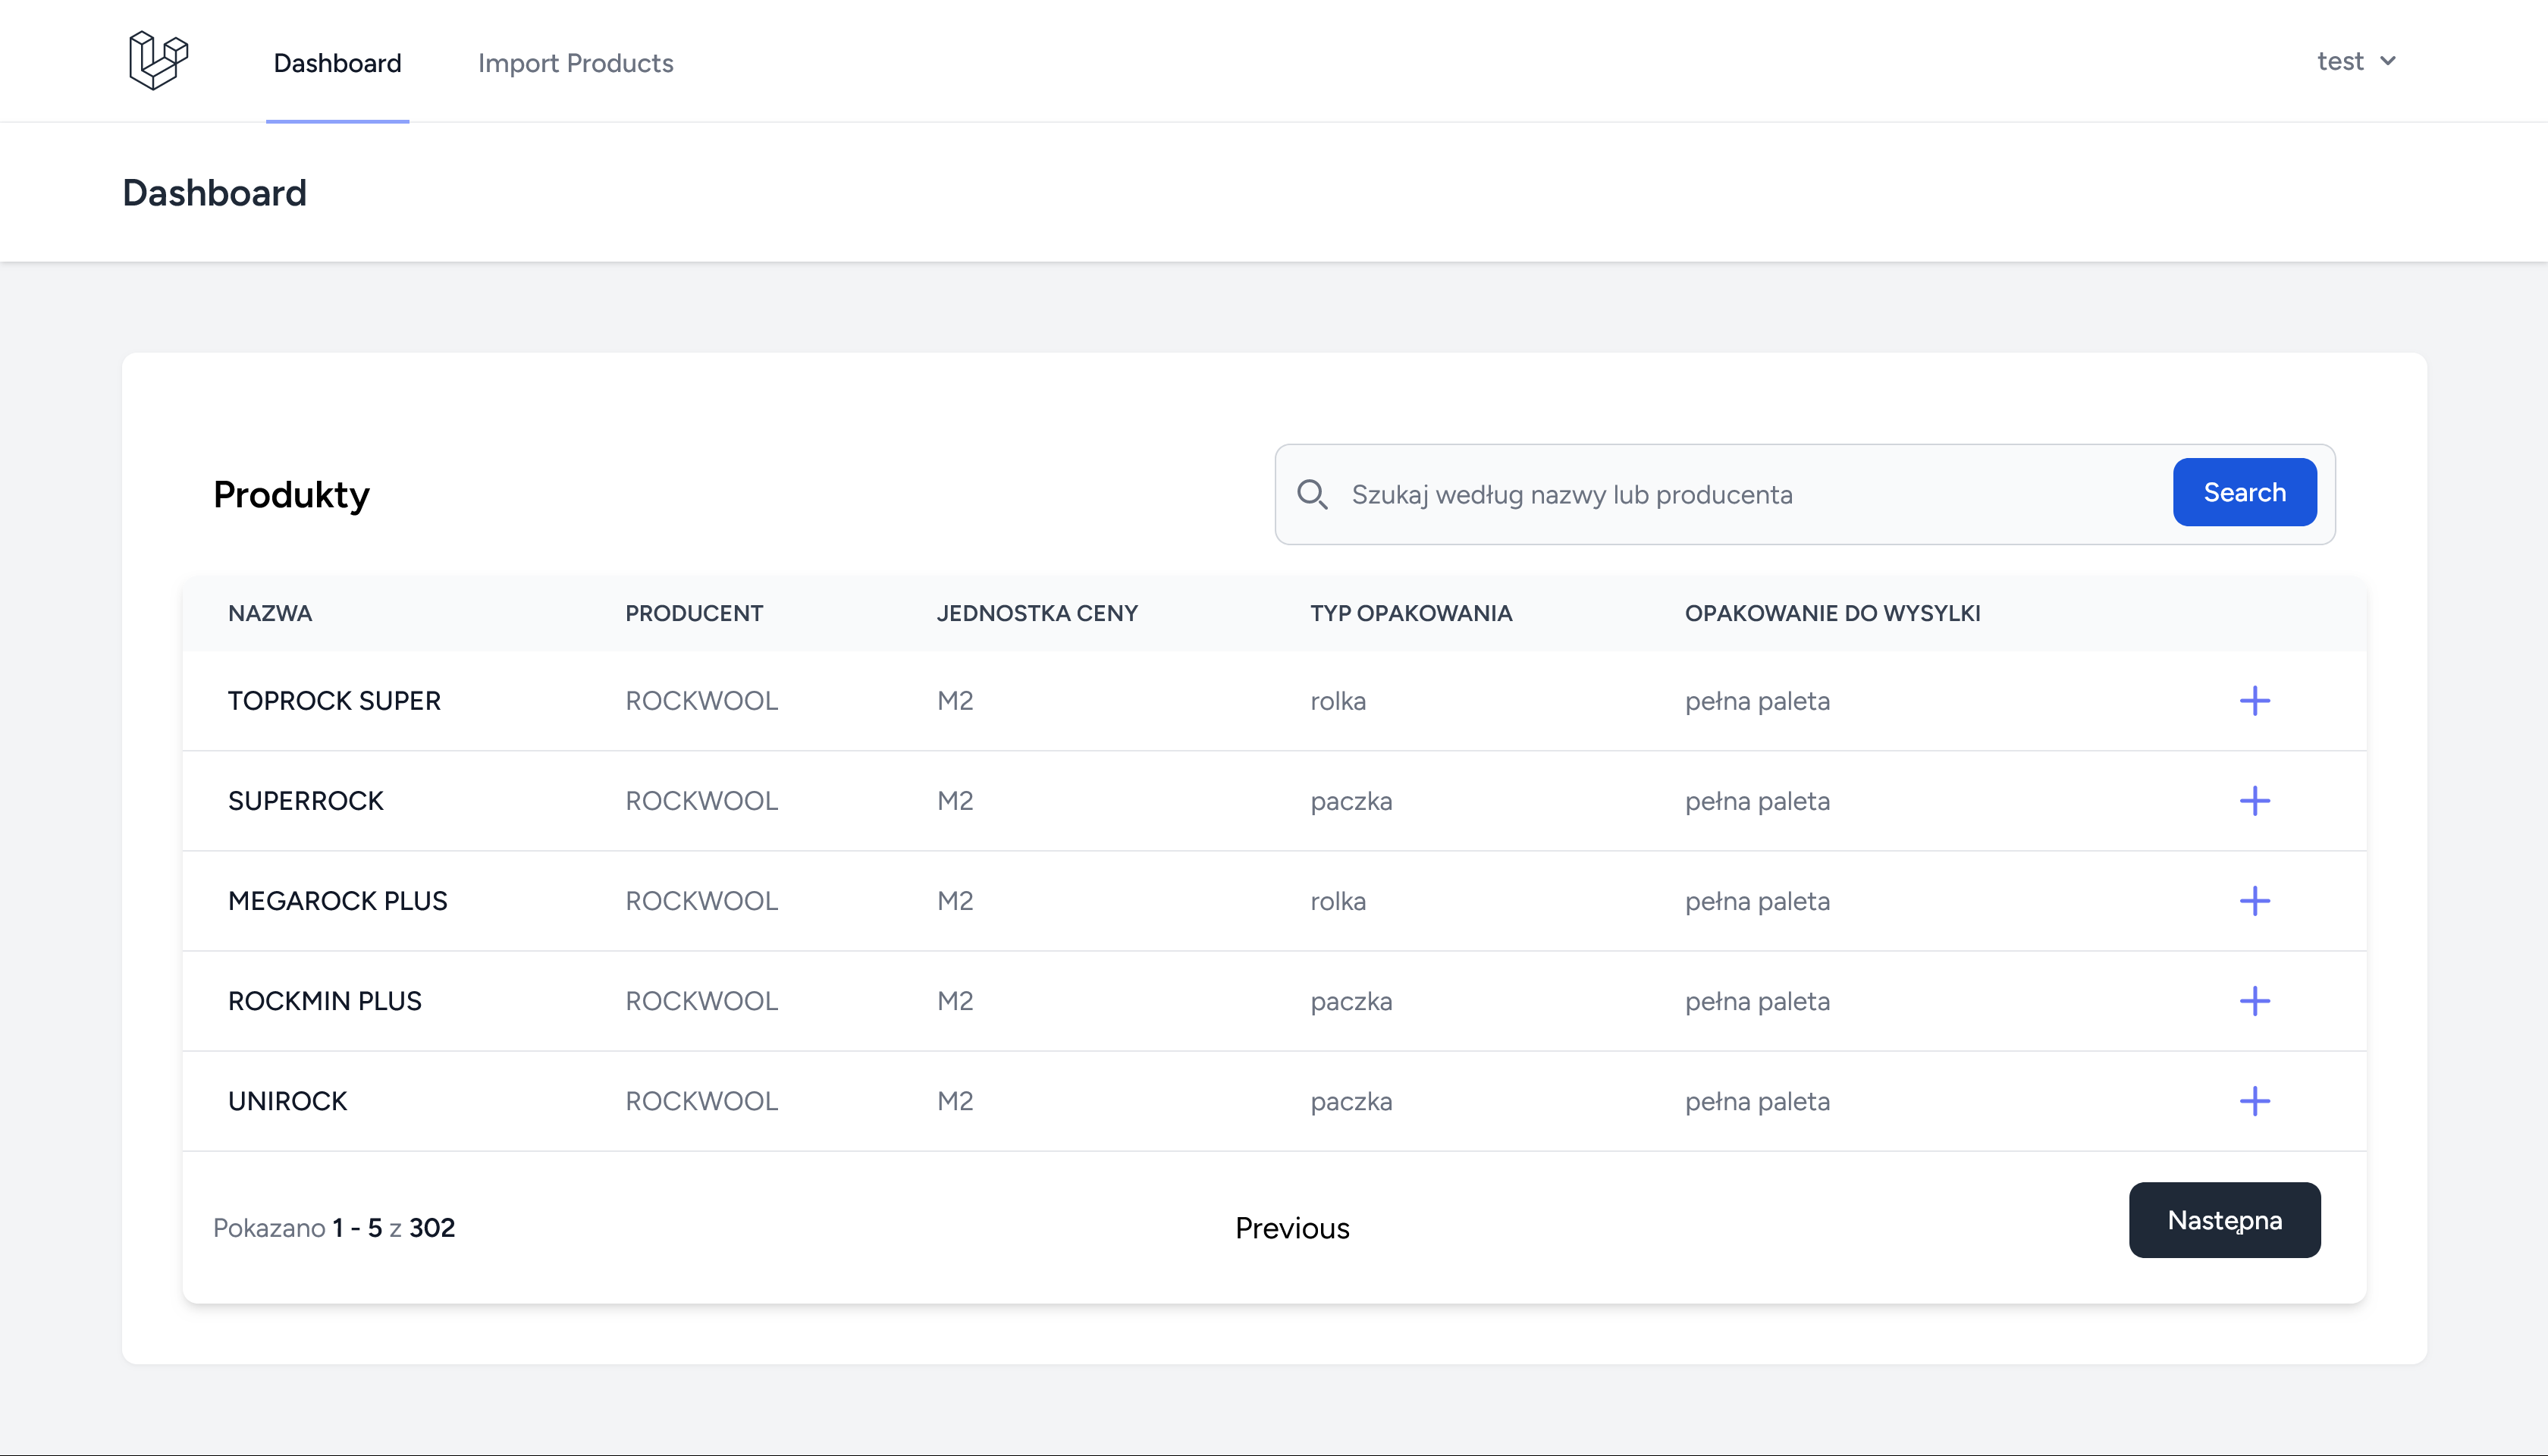 Dashboard Import Products test
Dashboard
Produkty Szukaj według nazwy lub producenta Search
NAZWA PRODUCENT JEDNOSTKA CENY TYP OPAKOWANIA OPAKOWANIE DO WYSYLKI
TOPROCK SUPER ROCKWOOL M2 rolka pełna paleta
SUPERROCK ROCKWOOL M2 paczka pełna paleta
MEGAROCK PLUS ROCKWOOL M2 rolka pełna paleta
ROCKMIN PLUS ROCKWOOL M2 paczka pełna paleta
UNIROCK ROCKWOOL M2 paczka pełna paleta
Pokazano 1 - 5 z 302 Previous Następna